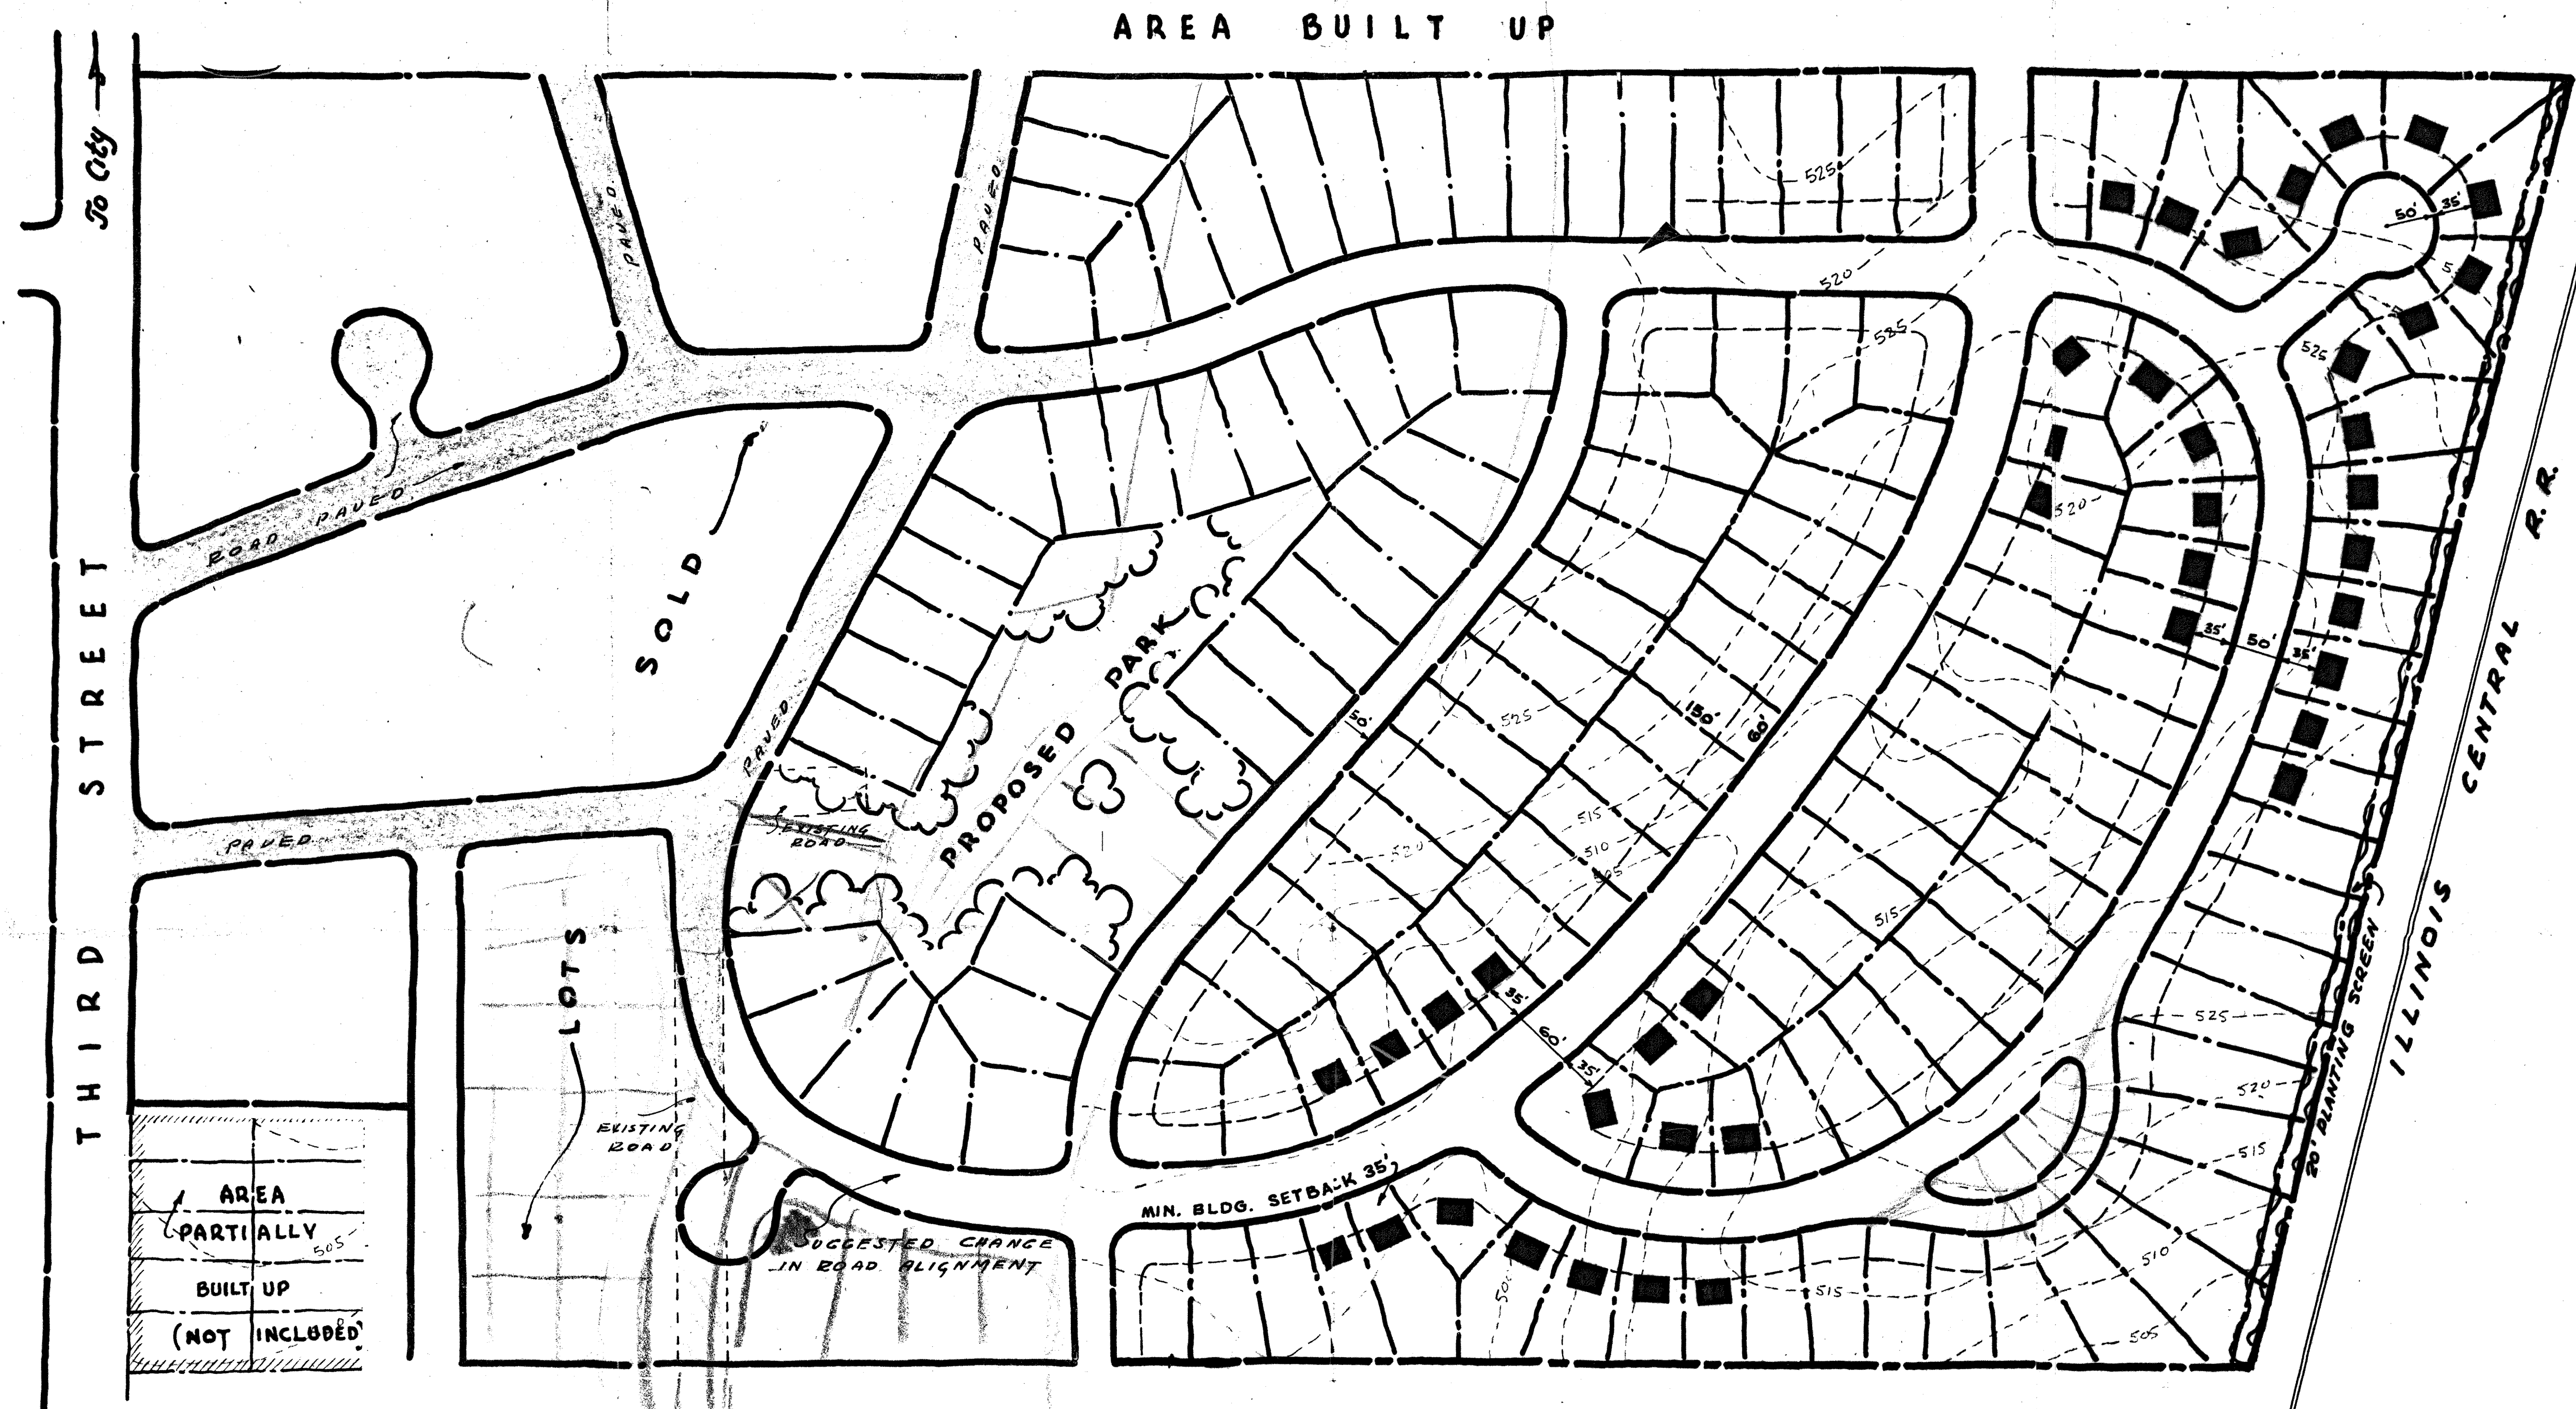 AREA BUILT UP
To City
PAVED.
PAVED
525
50' 35'
520
525
525
ROAD PAVED
SOLD
520
ILLINOIS CENTRAL R.R.
THIRD STREET
PROPOSED PARK
35' 50' 35'
PAVED
50'
525
150'
60'
EXISTING
ROAD
515
520
510
505
PAVED
LOTS
515
20' PLANTING SCREEN
35'
60'
35'
525
520
515
510
505
EXISTING
ROAD
MIN. BLDG. SETBACK 35'
SUGGESTED CHANGE
IN ROAD ALIGNMENT
515
AREA
PARTIALLY
505
BUILT UP
(NOT INCLUDED)